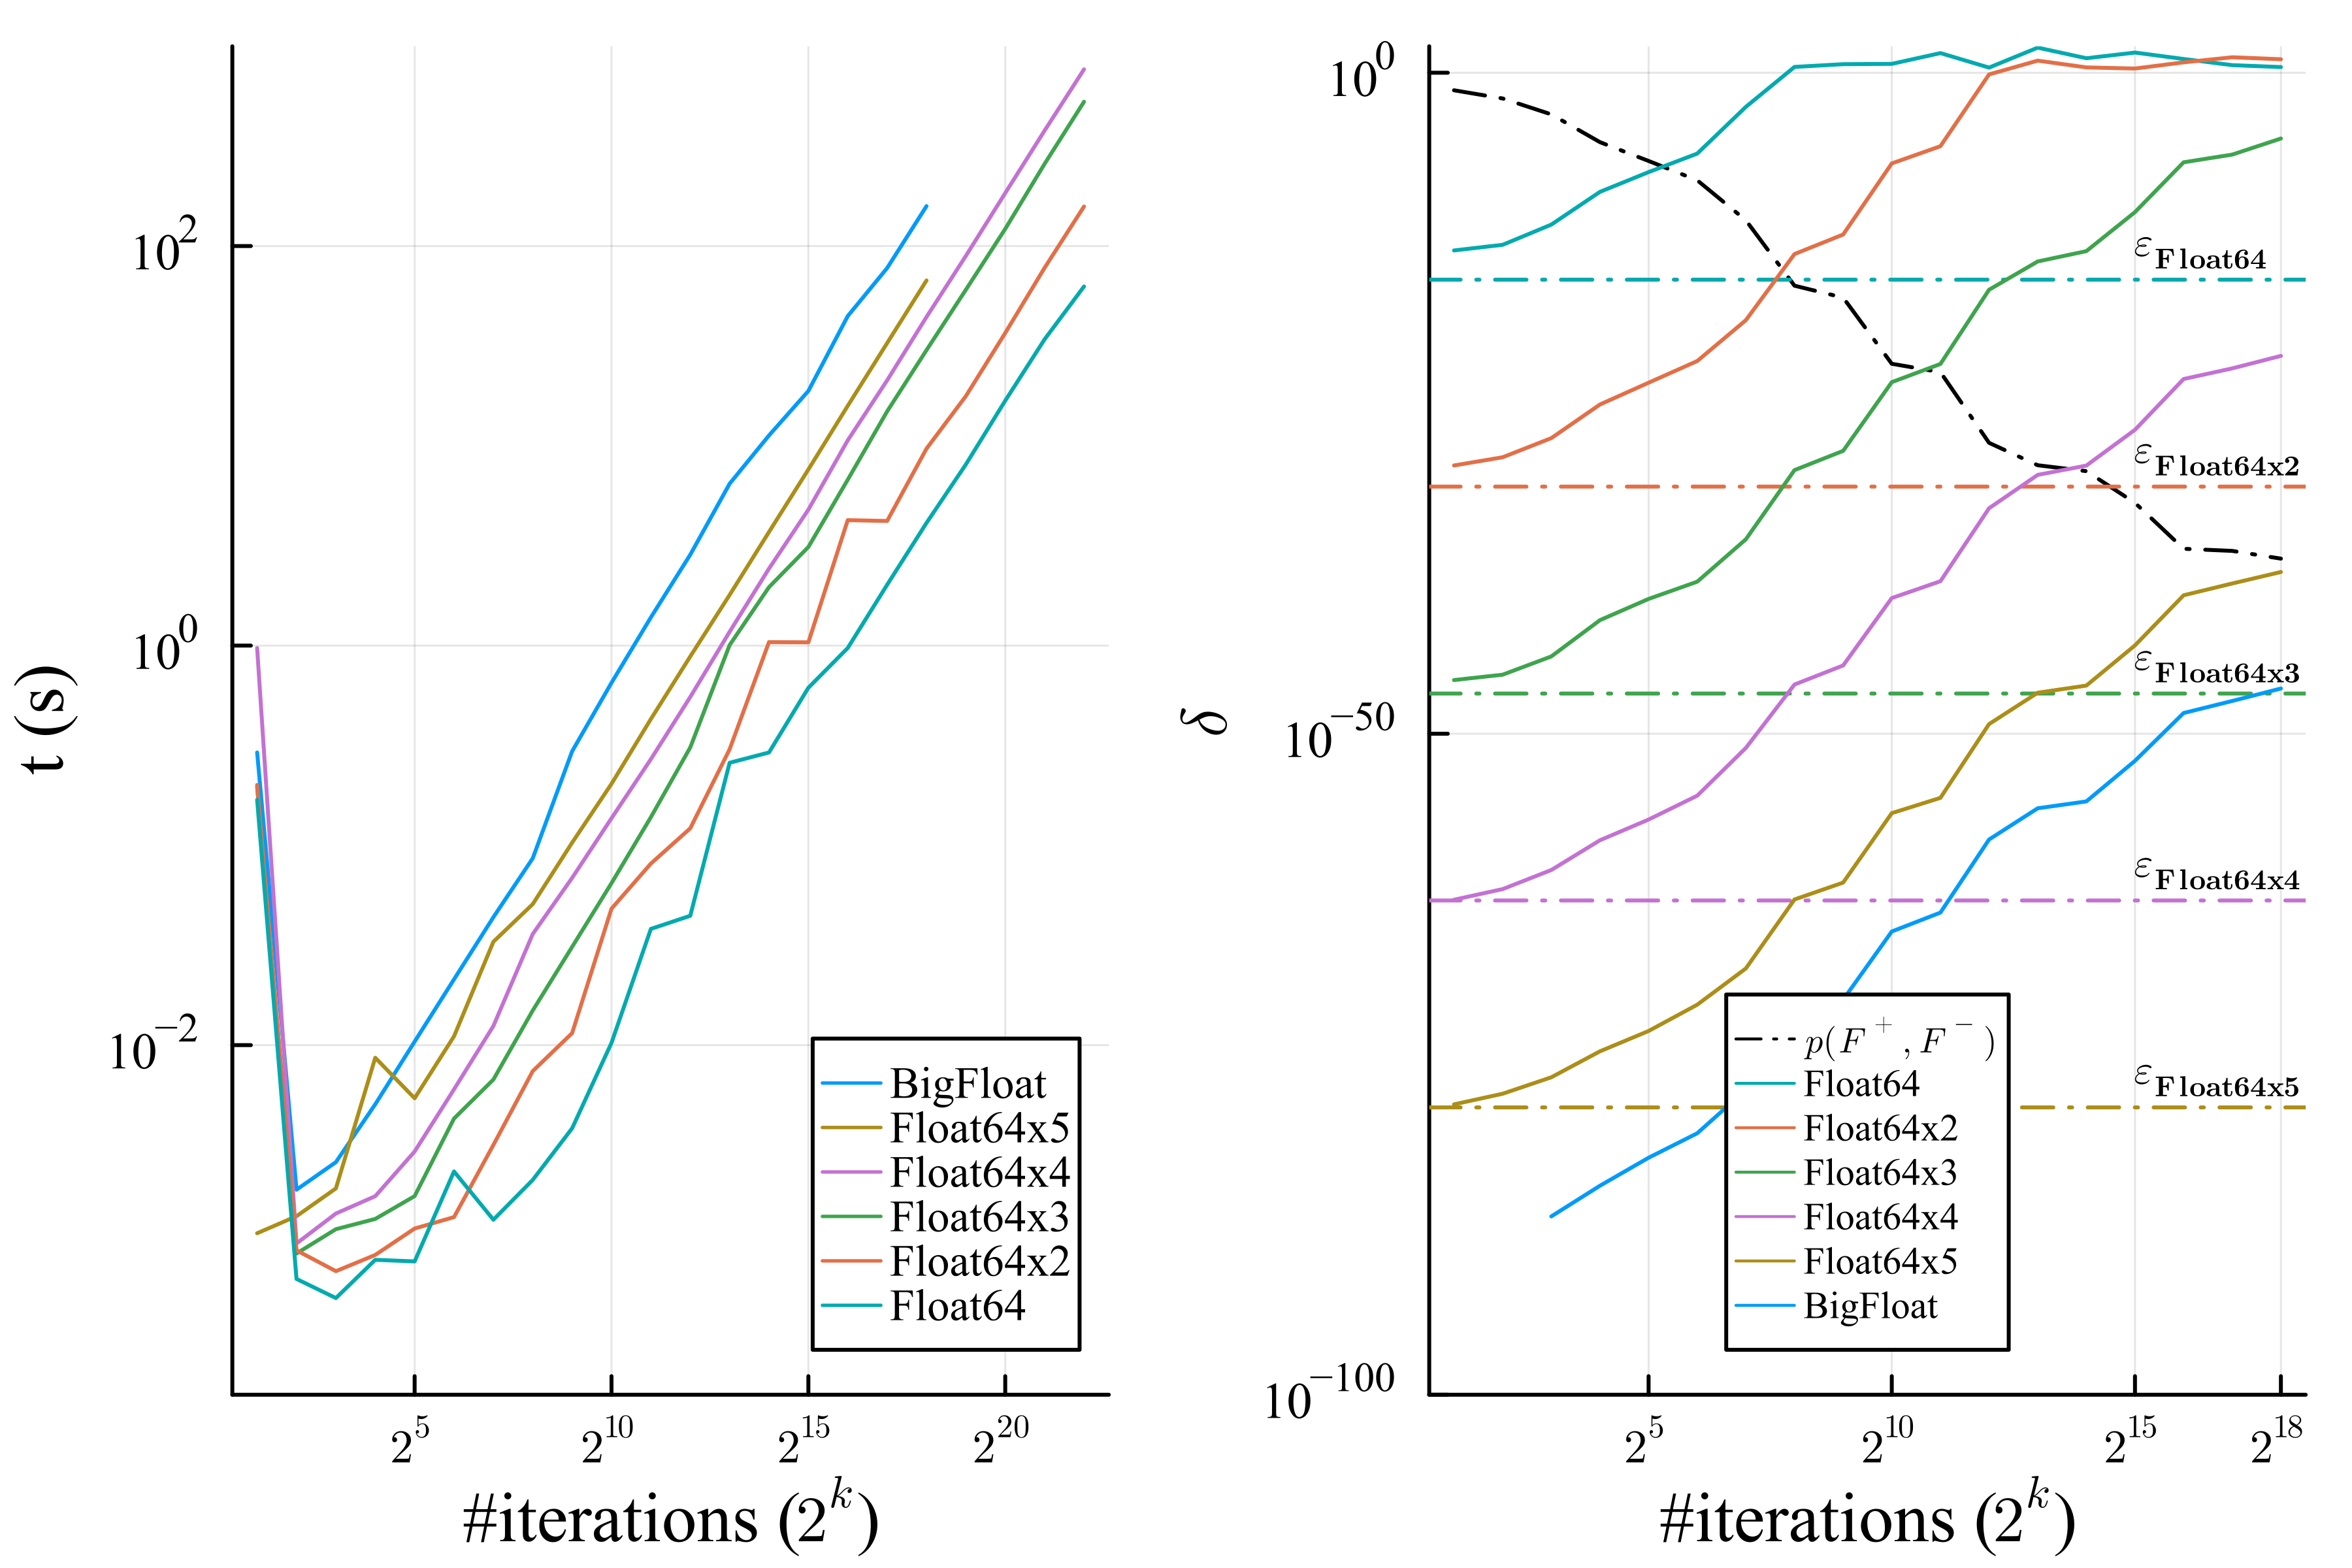 t (s)
10^2
10^0
10^−2
2^5
2^10
2^15
2^20
#iterations (2^k)
BigFloat
Float64x5
Float64x4
Float64x3
Float64x2
Float64
δ
10^0
10^−50
10^−100
2^5
2^10
2^15
2^18
#iterations (2^k)
ε_Float64
ε_Float64x2
ε_Float64x3
ε_Float64x4
ε_Float64x5
p(F^+, F^−)
Float64
Float64x2
Float64x3
Float64x4
Float64x5
BigFloat